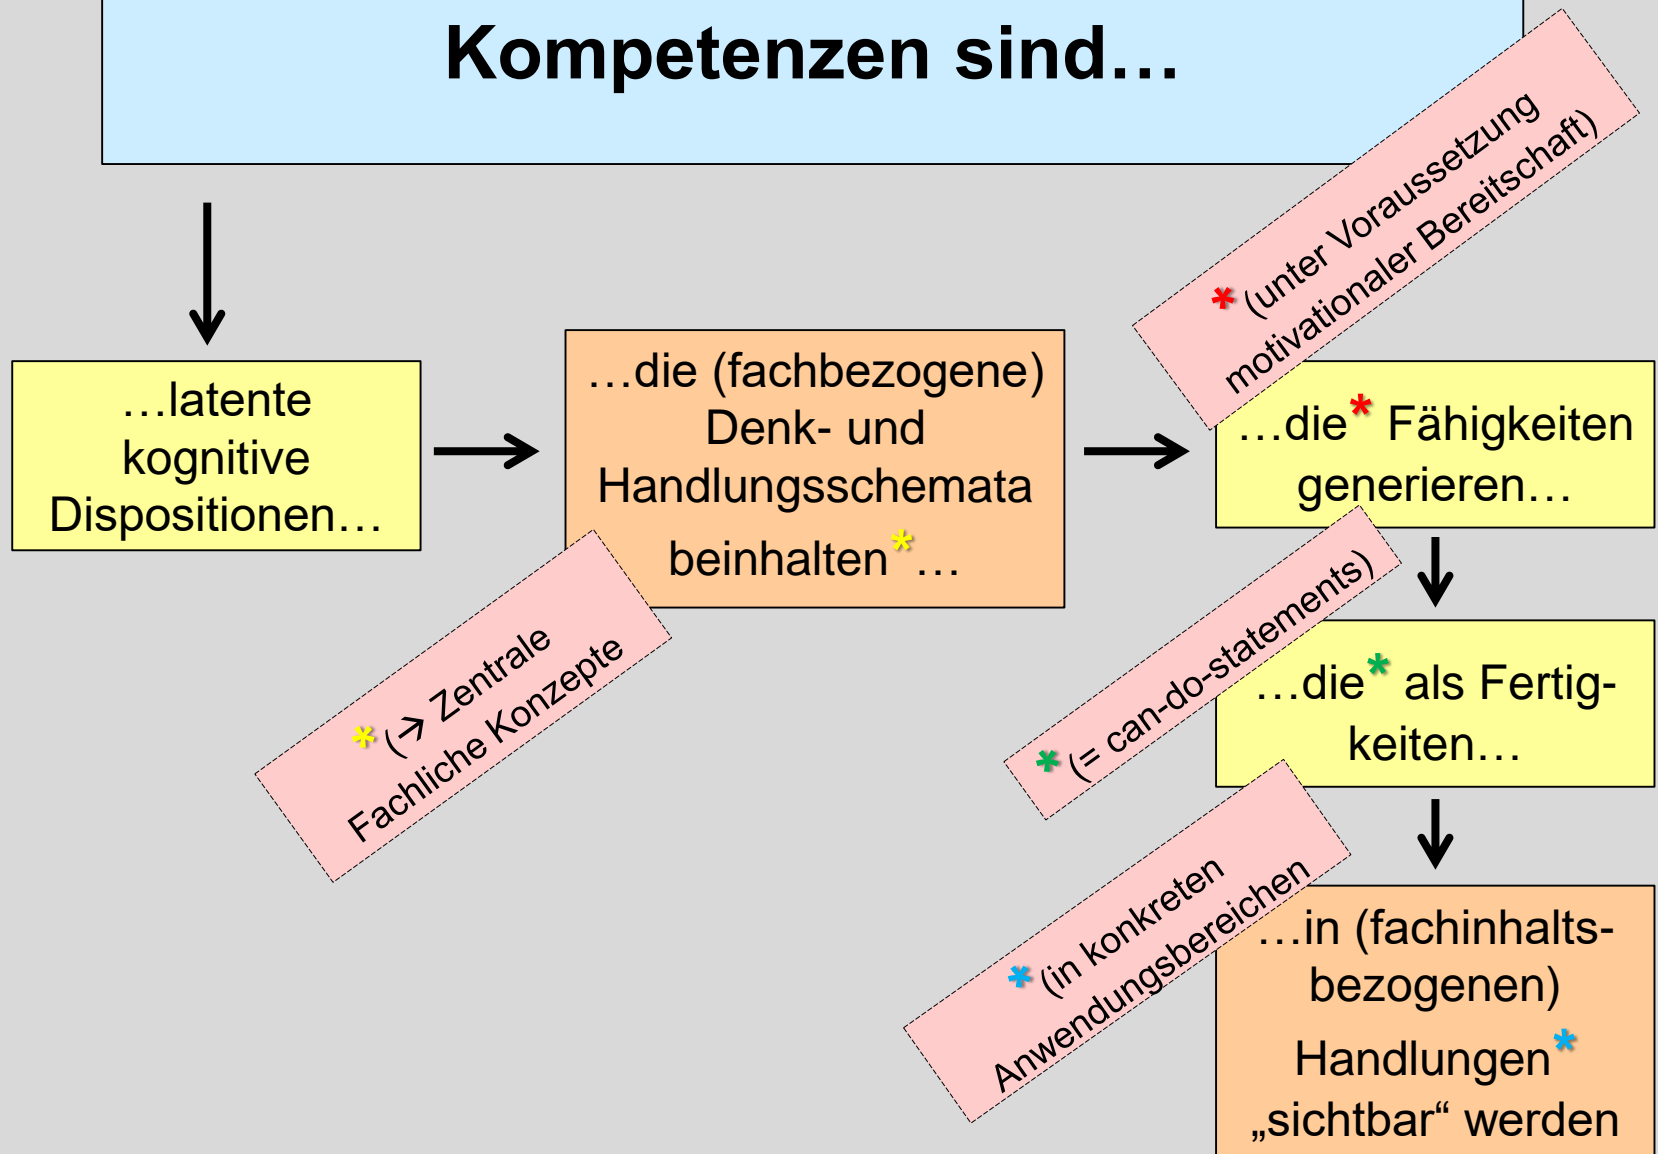 Kompetenzen sind…
* (unter Voraussetzung
motivationaler Bereitschaft)
…latente
kognitive
Dispositionen…
…die (fachbezogene)
Denk- und
Handlungsschemata
beinhalten*…
* (→ Zentrale
Fachliche Konzepte
…die* Fähigkeiten
generieren…
* (= can-do-statements)
…die* als Fertig-
keiten…
* (in konkreten
Anwendungsbereichen
…in (fachinhalts-
bezogenen)
Handlungen*
„sichtbar“ werden